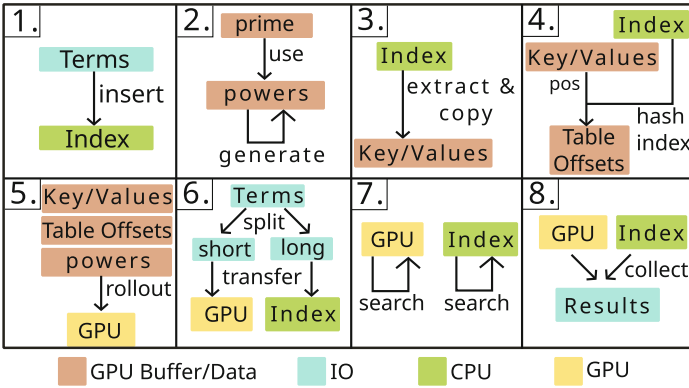 1.
Terms
insert
Index
2.
prime
use
powers
generate
3.
Index
extract &
copy
Key/Values
4.
Index
Key/Values
pos
hash
index
Table
Offsets
5.
Key/Values
Table Offsets
powers
rollout
GPU
6.
Terms
split
short long
transfer
GPU Index
7.
GPU Index
search search
8.
GPU Index
collect
Results
GPU Buffer/Data IO CPU GPU